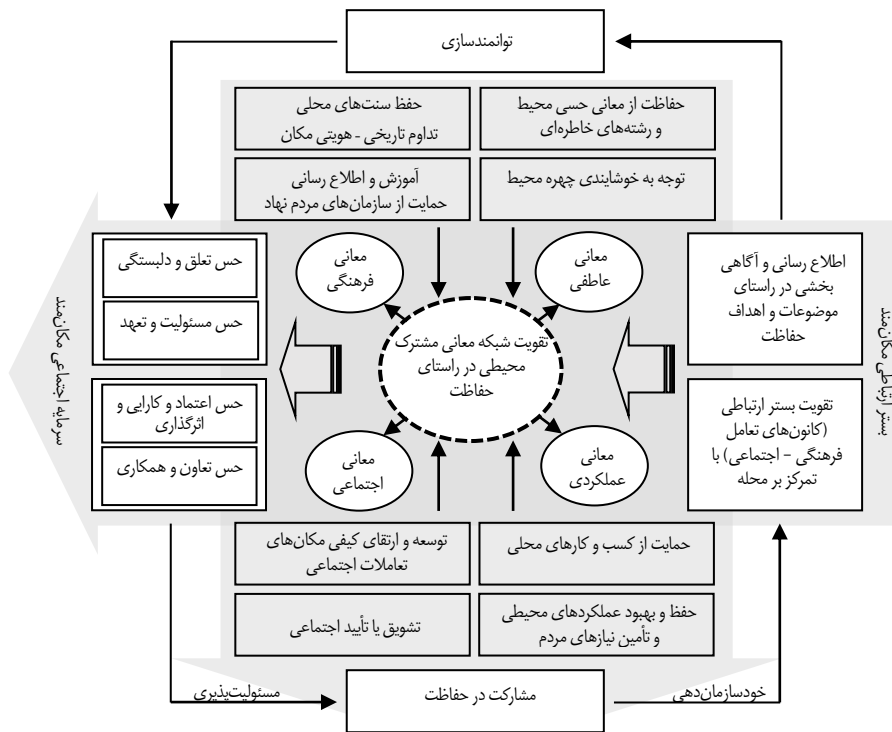 توانمندسازی
حفاظت از معانی حسی محیط
و رشته‌های خاطره‌ای
حفظ سنت‌های محلی
تداوم تاریخی - هویتی مکان
توجه به خوشایندی چهره محیط
آموزش و اطلاع رسانی
حمایت از سازمان‌های مردم نهاد
بستر ارتباطی مکان‌مند
اطلاع رسانی و آگاهی
بخشی در راستای
موضوعات و اهداف
حفاظت
تقویت بستر ارتباطی
(کانون‌های تعامل
فرهنگی - اجتماعی) با
تمرکز بر محله
معانی
عاطفی
معانی
فرهنگی
تقویت شبکه معانی مشترک
محیطی در راستای
حفاظت
معانی
عملکردی
معانی
اجتماعی
حس تعلق و دلبستگی
حس مسئولیت و تعهد
حس اعتماد و کارایی و
اثرگذاری
حس تعاون و همکاری
سرمایه اجتماعی مکان‌مند
حمایت از کسب و کارهای محلی
توسعه و ارتقای کیفی مکان‌های
تعاملات اجتماعی
حفظ و بهبود عملکردهای محیطی
و تأمین نیازهای مردم
تشویق یا تأیید اجتماعی
خودسازمان‌دهی
مشارکت در حفاظت
مسئولیت‌پذیری